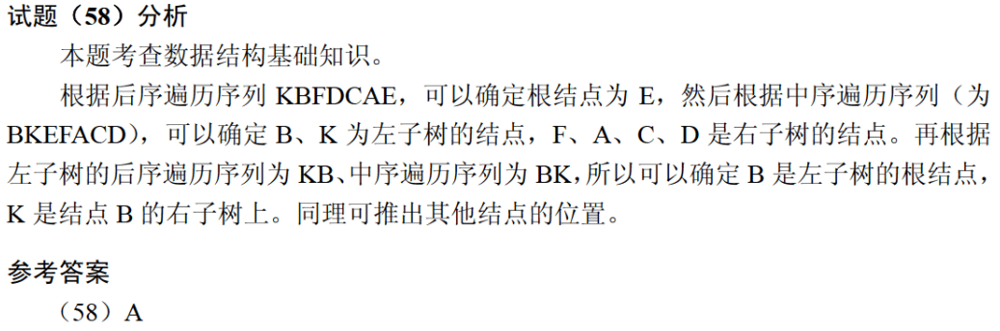 试题（58）分析
本题考查数据结构基础知识。
根据后序遍历序列 KBFDCAE，可以确定根结点为 E，然后根据中序遍历序列（为
BKEFACD），可以确定 B、K 为左子树的结点，F、A、C、D 是右子树的结点。再根据
左子树的后序遍历序列为 KB、中序遍历序列为 BK，所以可以确定 B 是左子树的根结点，
K 是结点 B 的右子树上。同理可推出其他结点的位置。
参考答案
（58）A